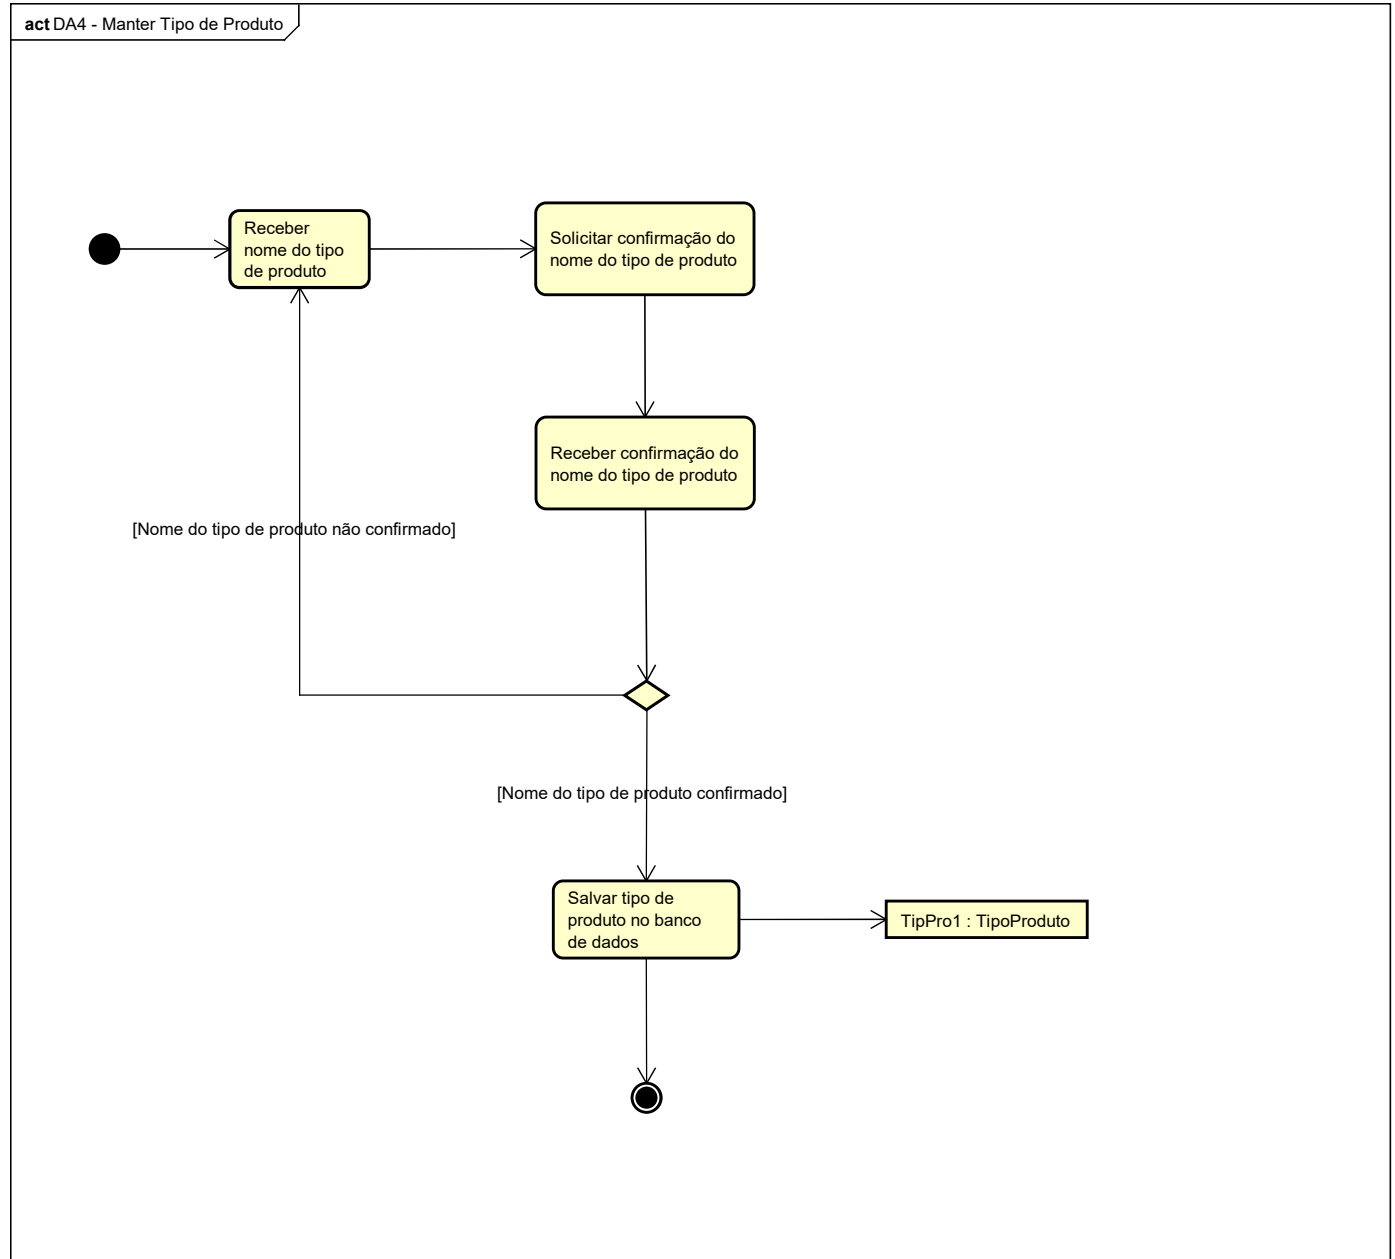 act DA4 - Manter Tipo de Produto
Receber
nome do tipo
de produto
Solicitar confirmação do
nome do tipo de produto
Receber confirmação do
nome do tipo de produto
[Nome do tipo de produto não confirmado]
[Nome do tipo de produto confirmado]
Salvar tipo de
produto no banco
de dados
TipPro1 : TipoProduto